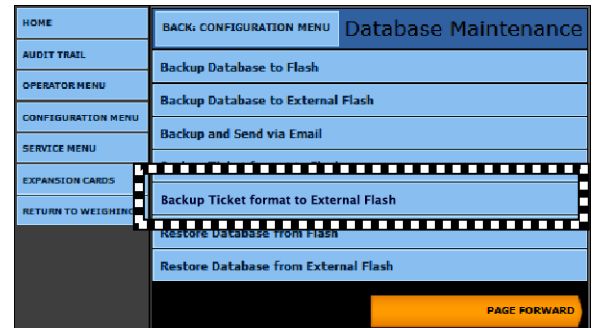 HOME
AUDIT TRAIL
OPERATOR MENU
CONFIGURATION MENU
SERVICE MENU
EXPANSION CARDS
RETURN TO WEIGHING
BACK: CONFIGURATION MENU
Database Maintenance
Backup Database to Flash
Backup Database to External Flash
Backup and Send via Email
Backup Ticket format to External Flash
Restore Database from Flash
Restore Database from External Flash
PAGE FORWARD